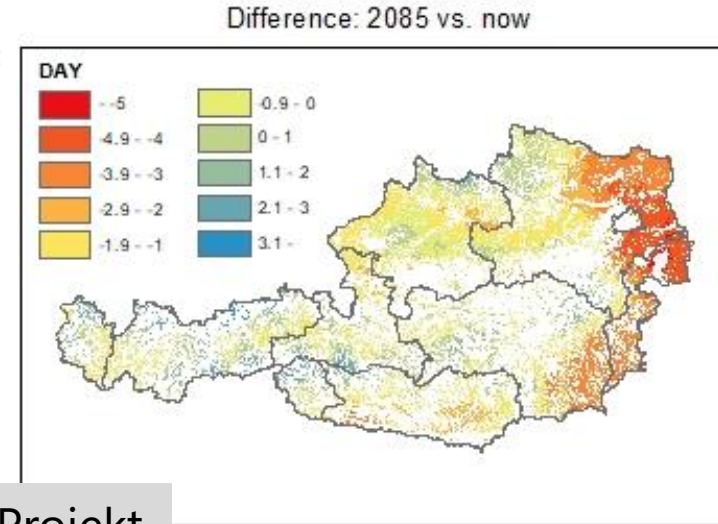 Difference: 2085 vs. now
DAY
- -5
-4.9 - -4
-3.9 - -3
-2.9 - -2
-1.9 - -1
-0.9 - 0
0 - 1
1.1 - 2
2.1 - 3
3.1 -
Projekt